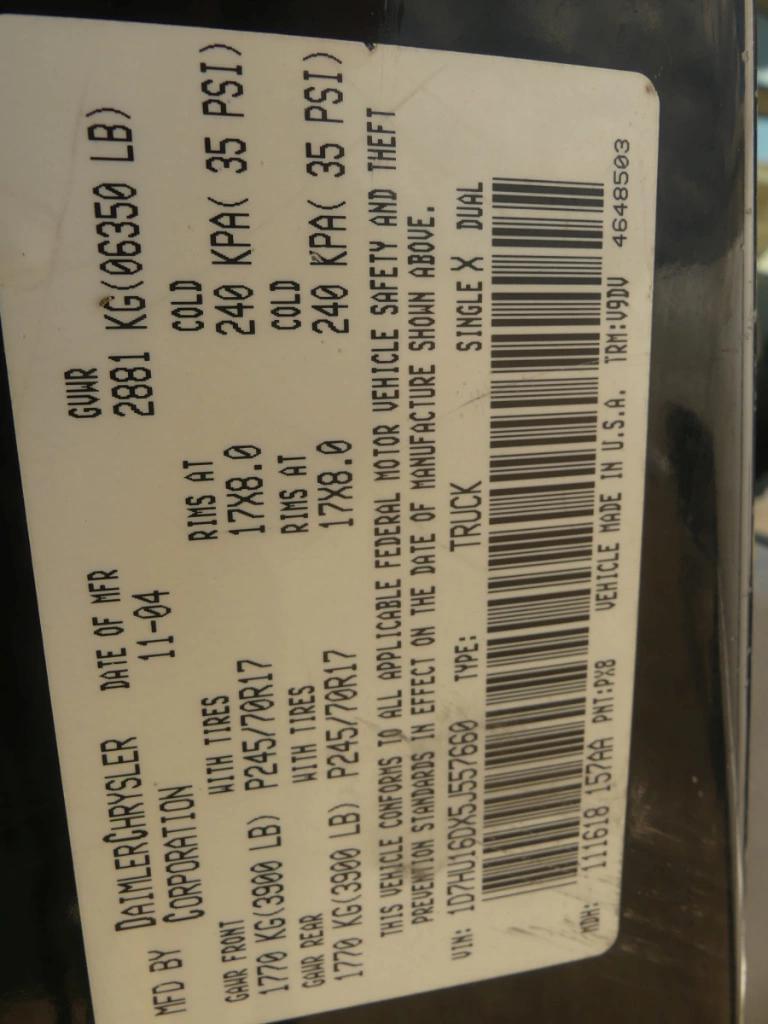 MFD BY DAIMLERCHRYSLER DATE OF MFR GVWR
CORPORATION 11-04 2881 KG(06350 LB)
GAWR FRONT WITH TIRES RIMS AT COLD
1770 KG(3900 LB) P245/70R17 17X8.0 240 KPA( 35 PSI)
GAWR REAR WITH TIRES RIMS AT COLD
1770 KG(3900 LB) P245/70R17 17X8.0 240 KPA( 35 PSI)
THIS VEHICLE CONFORMS TO ALL APPLICABLE FEDERAL MOTOR VEHICLE SAFETY AND THEFT
PREVENTION STANDARDS IN EFFECT ON THE DATE OF MANUFACTURE SHOWN ABOVE.
VIN: 1D7HU16DX5J557660 TYPE: TRUCK SINGLE X DUAL
MDH: 111618 157AA PNT:PX8 VEHICLE MADE IN U.S.A. TRM:V9DV 4648503